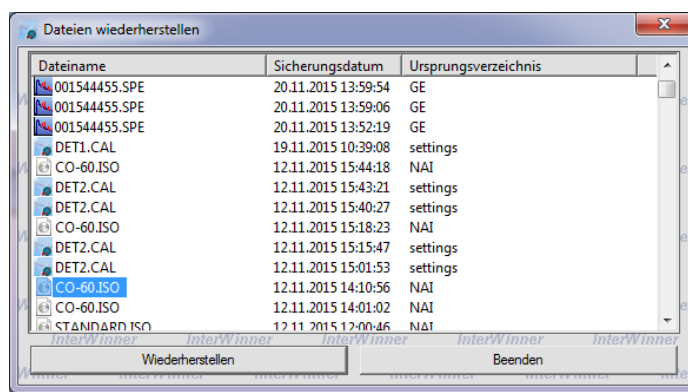 Dateien wiederherstellen
Dateiname Sicherungsdatum Ursprungsverzeichnis
001544455.SPE 20.11.2015 13:59:54 GE
001544455.SPE 20.11.2015 13:59:06 GE
001544455.SPE 20.11.2015 13:52:19 GE
DET1.CAL 19.11.2015 10:39:08 settings
CO-60.ISO 12.11.2015 15:44:18 NAI
DET2.CAL 12.11.2015 15:43:21 settings
DET2.CAL 12.11.2015 15:40:27 settings
CO-60.ISO 12.11.2015 15:18:23 NAI
DET2.CAL 12.11.2015 15:15:47 settings
DET2.CAL 12.11.2015 15:01:53 settings
CO-60.ISO 12.11.2015 14:10:56 NAI
CO-60.ISO 12.11.2015 14:01:02 NAI
STANDARD.ISO 12.11.2015 12:00:46 NAI
InterWinner InterWinner InterWinner InterWinner InterWinner
Wiederherstellen Beenden